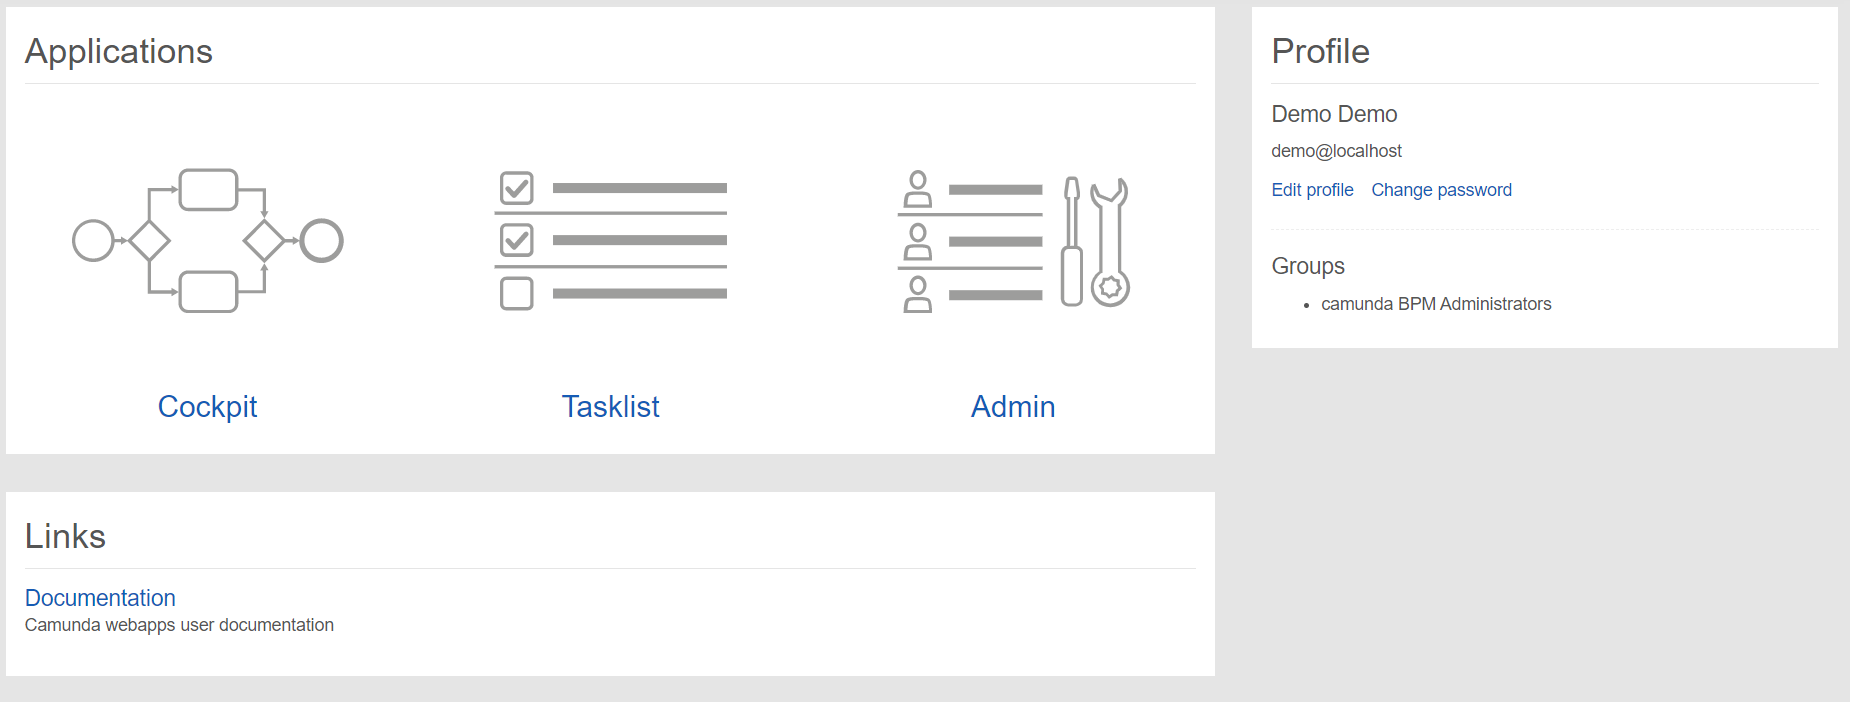 Applications
Cockpit
Tasklist
Admin
Links
Documentation
Camunda webapps user documentation
Profile
Demo Demo
demo@localhost
Edit profile Change password
Groups
camunda BPM Administrators